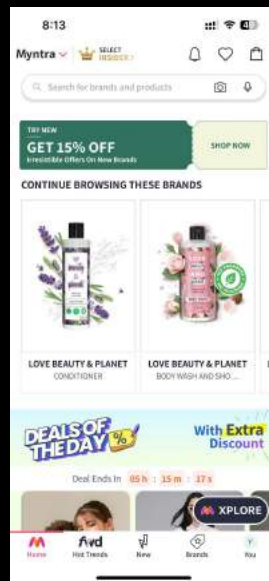 8:13
Myntra
SELECT
INSIDER
Search for brands and products
TRY NEW
GET 15% OFF
Irresistible Offers On New Brands
SHOP NOW
CONTINUE BROWSING THESE BRANDS
LOVE BEAUTY & PLANET
CONDITIONER
LOVE BEAUTY & PLANET
BODY WASH AND SHO ...
DEALS OF
THE DAY %
With Extra
Discount
Deal Ends In 05 h : 15 m : 17 s
XPLORE
Home
fwd
Hot Trends
New
Brands
Y
You